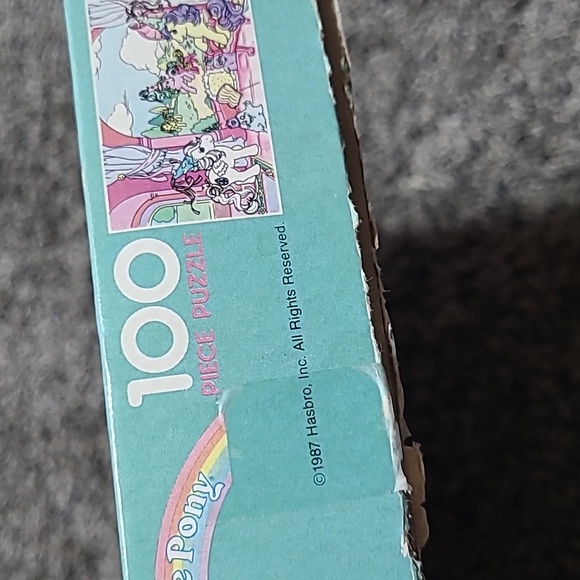 100
PIECE PUZZLE
©1987 Hasbro, Inc. All Rights Reserved.
e Pony